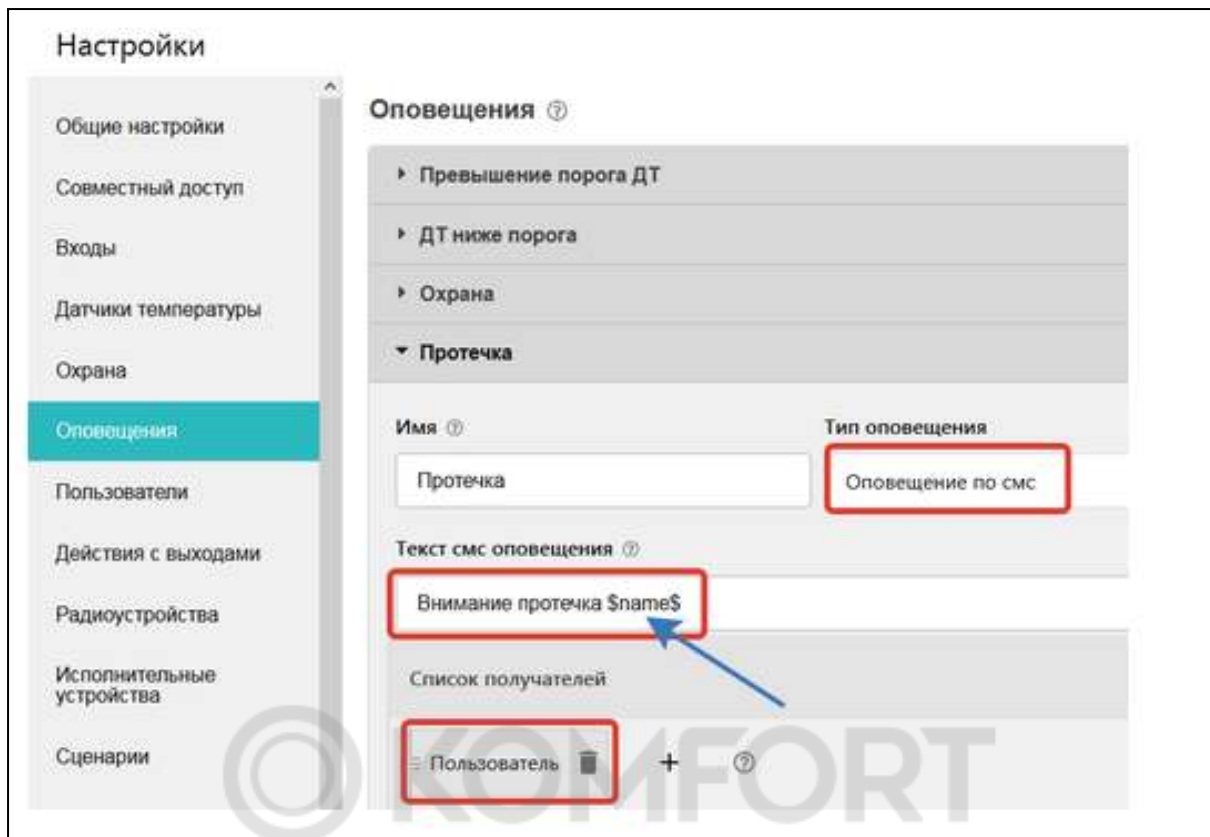 Настройки
Общие настройки
Совместный доступ
Входы
Датчики температуры
Охрана
Оповещения
Пользователи
Действия с выходами
Радиоустройства
Исполнительные
устройства
Сценарии
Оповещения
Превышение порога ДТ
ДТ ниже порога
Охрана
Протечка
Имя
Тип оповещения
Протечка
Оповещение по смс
Текст смс оповещения
Внимание протечка $name$
Список получателей
Пользователь
KOMFORT